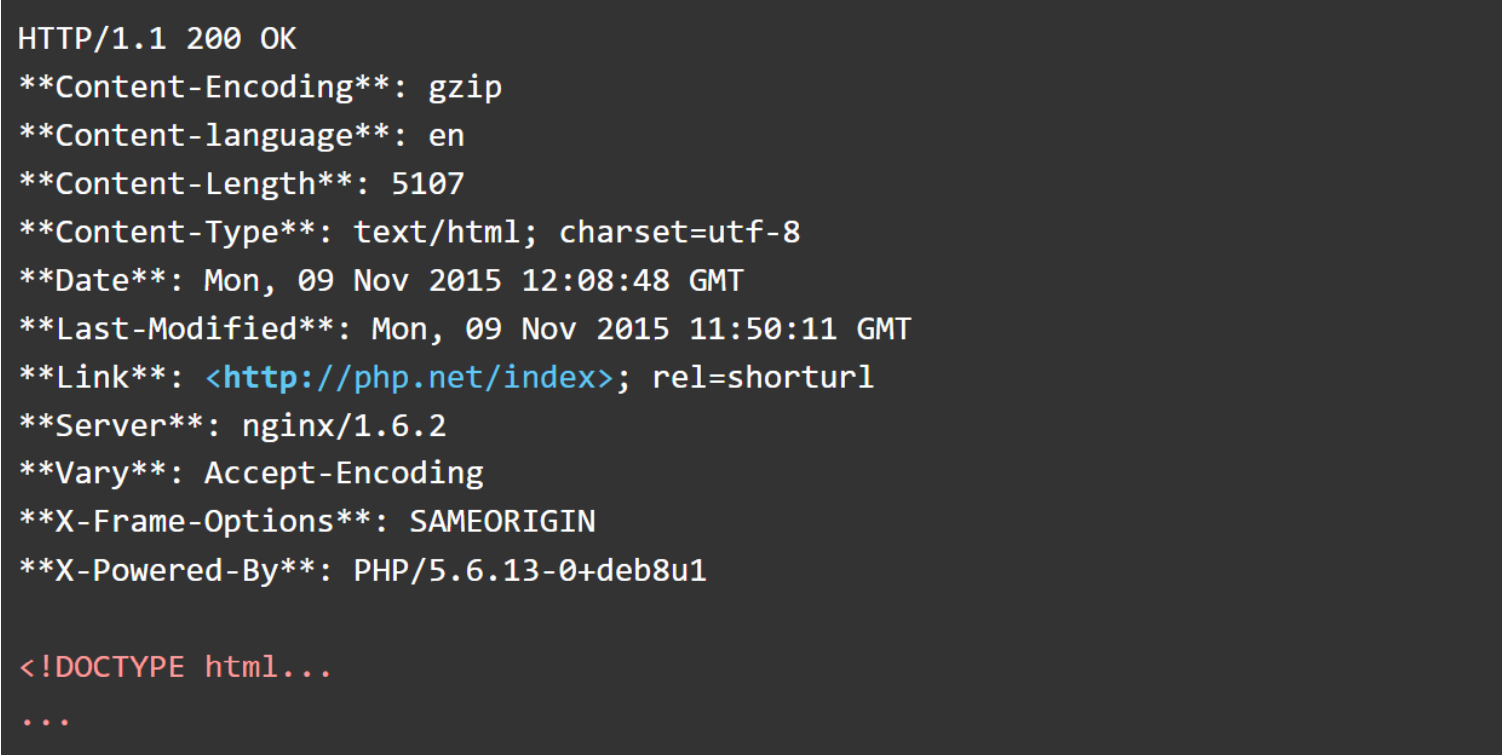 HTTP/1.1 200 OK
**Content-Encoding**: gzip
**Content-language**: en
**Content-Length**: 5107
**Content-Type**: text/html; charset=utf-8
**Date**: Mon, 09 Nov 2015 12:08:48 GMT
**Last-Modified**: Mon, 09 Nov 2015 11:50:11 GMT
**Link**: <http://php.net/index>; rel=shorturl
**Server**: nginx/1.6.2
**Vary**: Accept-Encoding
**X-Frame-Options**: SAMEORIGIN
**X-Powered-By**: PHP/5.6.13-0+deb8u1
<!DOCTYPE html...
...